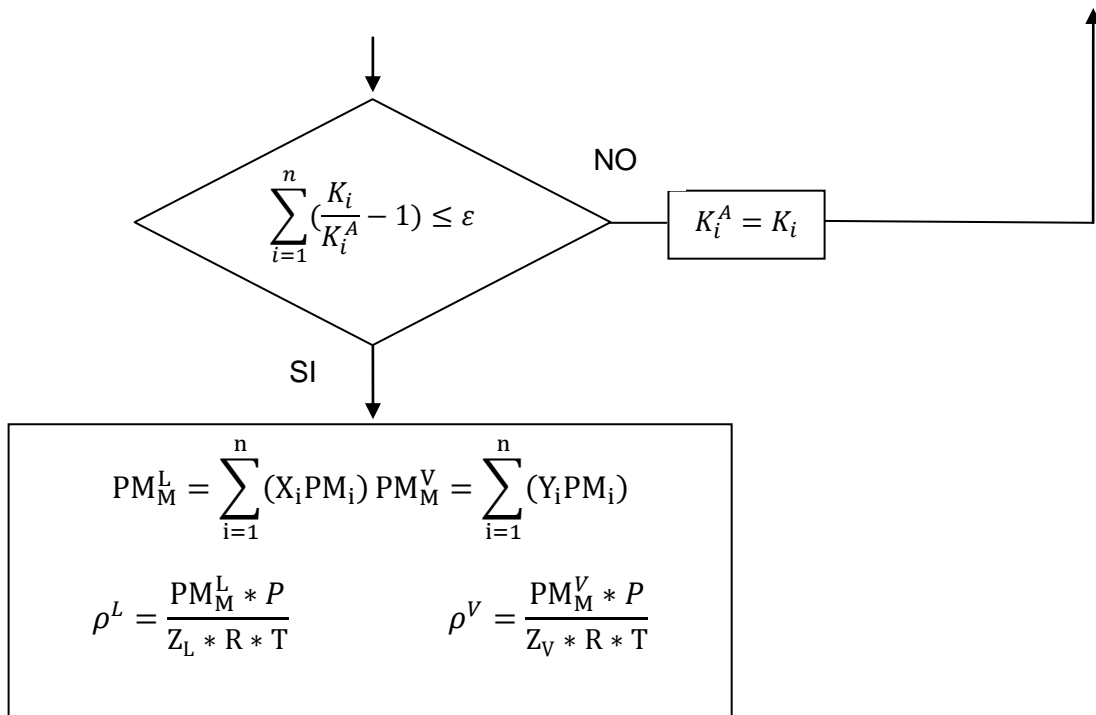 NO
∑_{i=1}^{n} (K_i/K_i^A − 1) ≤ ε
K_i^A = K_i
SI
PM_M^L = ∑_{i=1}^{n} (X_i PM_i) PM_M^V = ∑_{i=1}^{n} (Y_i PM_i)
ρ^L = (PM_M^L * P)/(Z_L * R * T) ρ^V = (PM_M^V * P)/(Z_V * R * T)